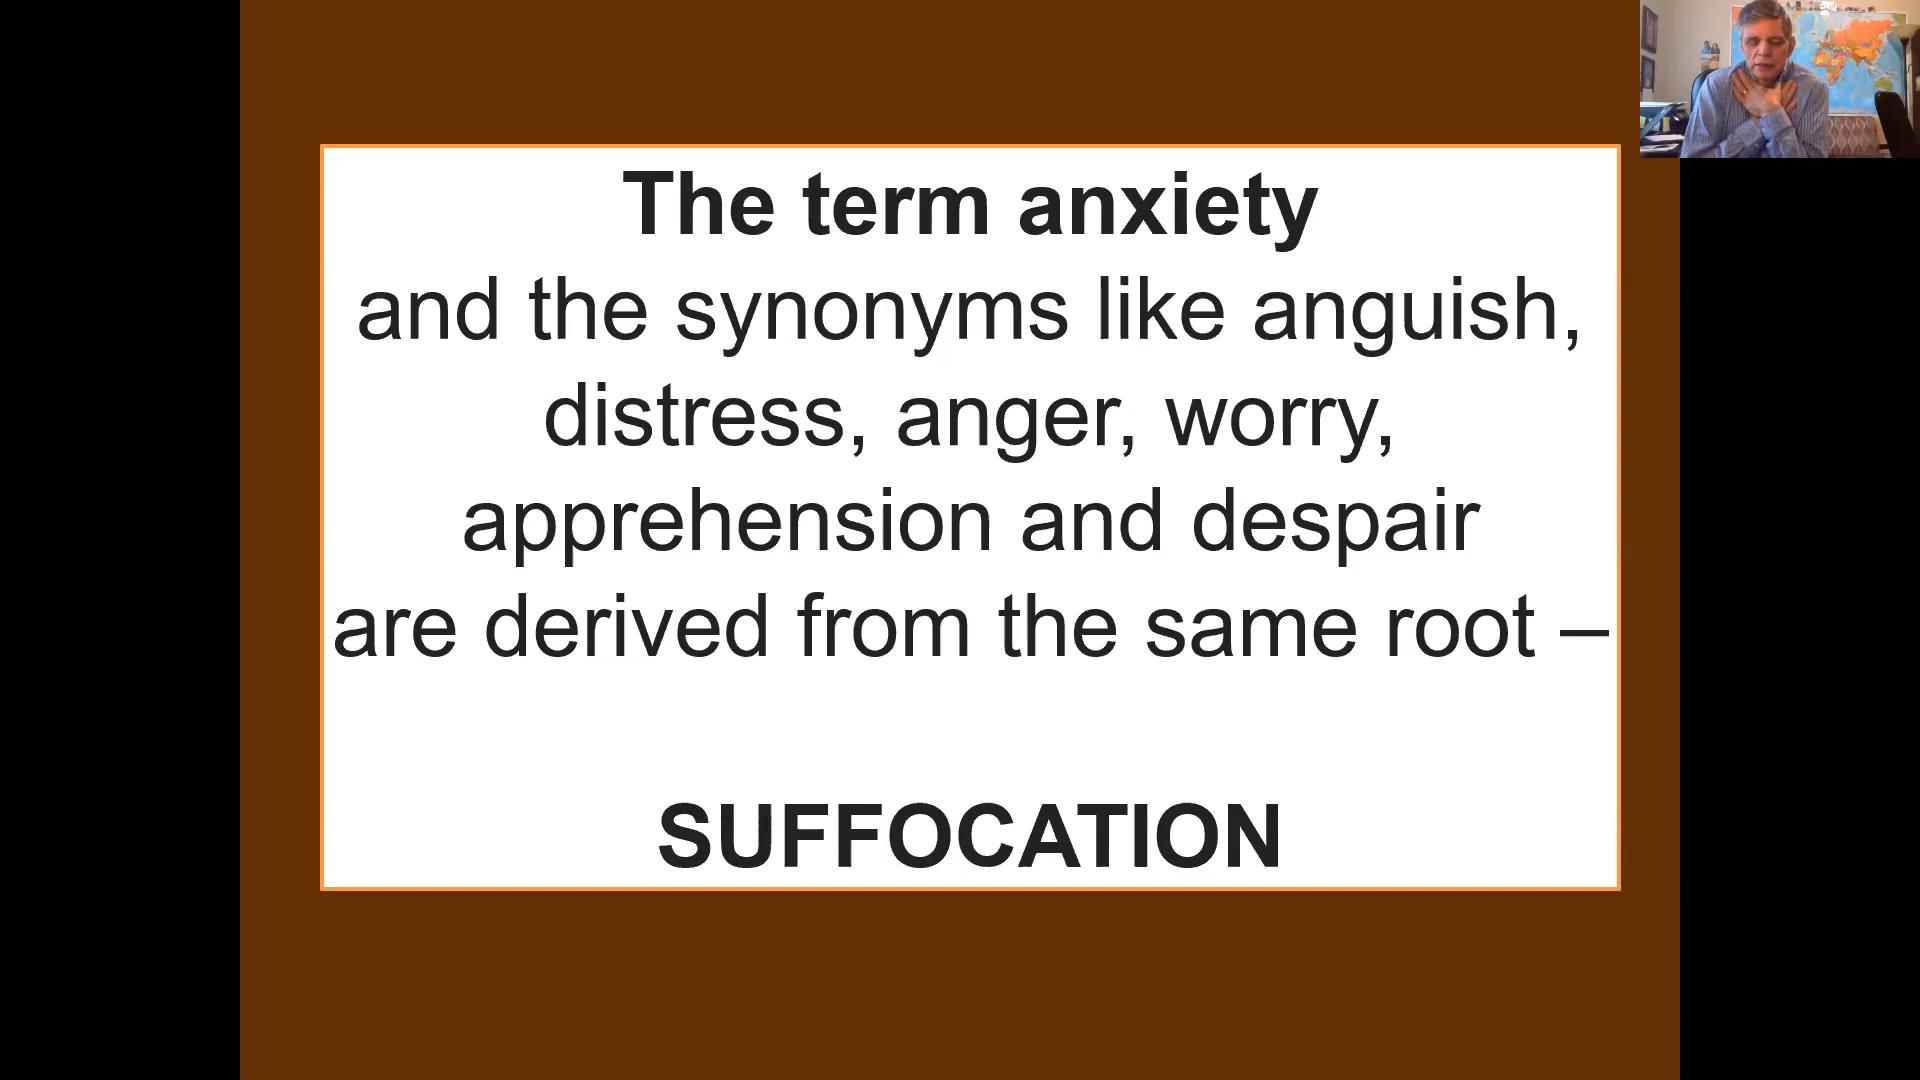 The term anxiety
and the synonyms like anguish,
distress, anger, worry,
apprehension and despair
are derived from the same root –
SUFFOCATION